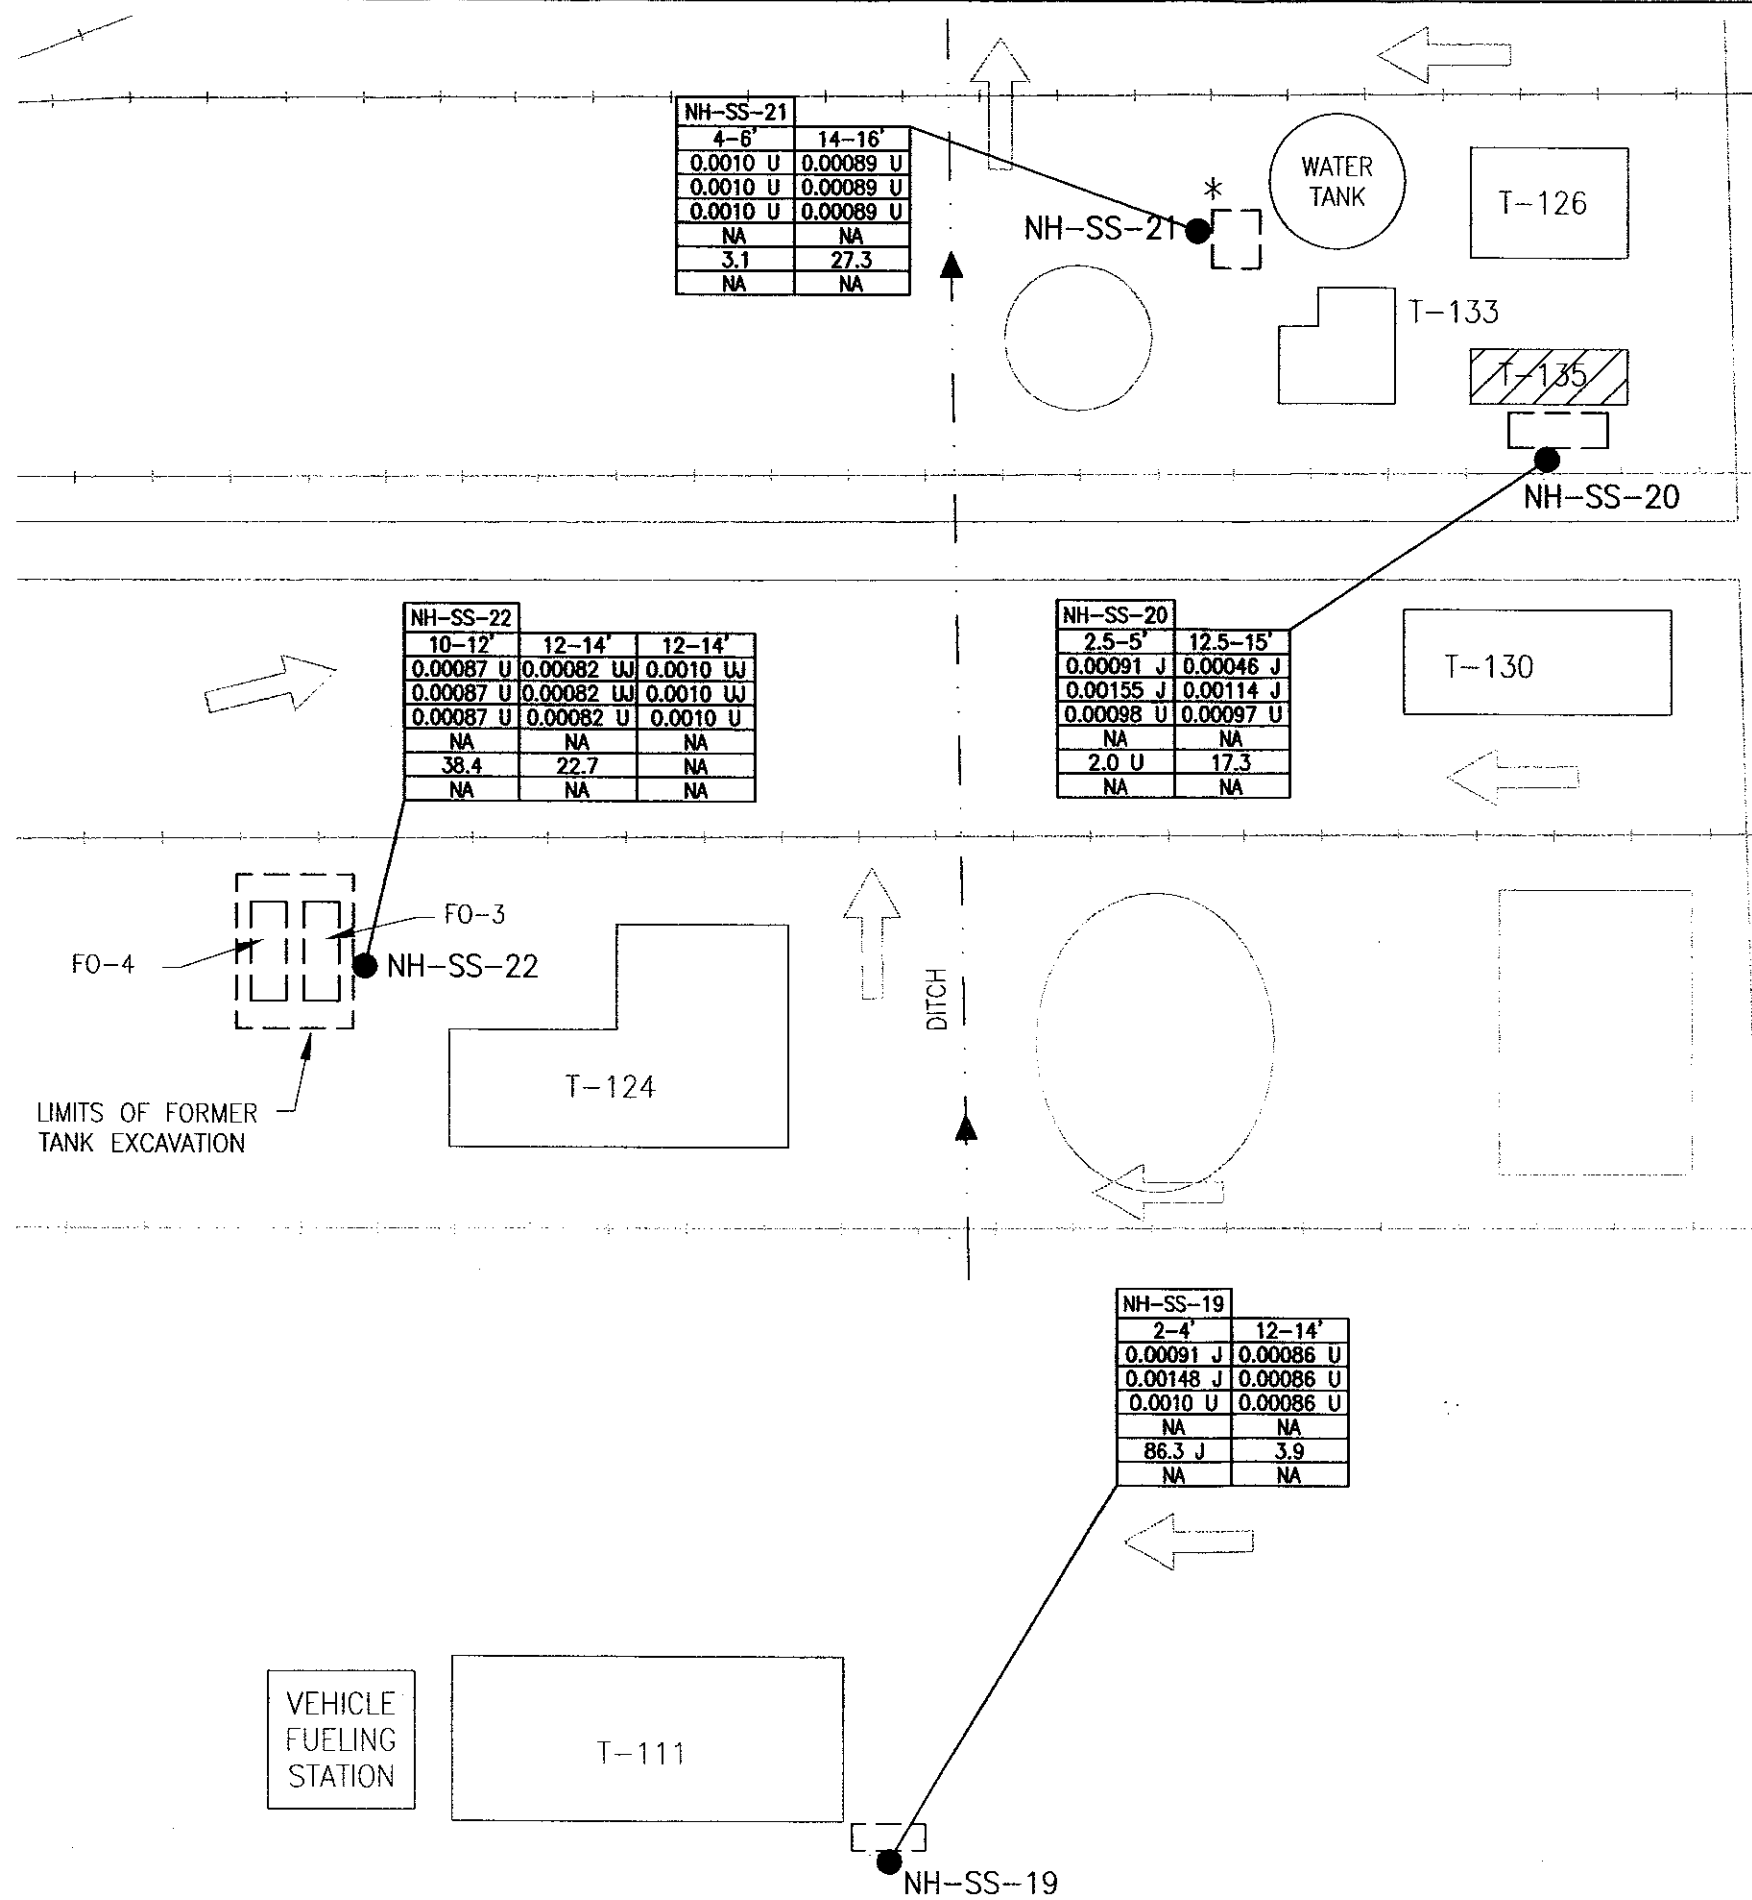 NH-SS-21
4-6' 14-16'
0.0010 U 0.00089 U
0.0010 U 0.00089 U
0.0010 U 0.00089 U
NA NA
3.1 27.3
NA NA
WATER
TANK
T-126
*
NH-SS-21
T-133
T-135
NH-SS-20
NH-SS-22
10-12' 12-14' 12-14'
0.00087 U 0.00082 UJ 0.0010 UJ
0.00087 U 0.00082 UJ 0.0010 UJ
0.00087 U 0.00082 U 0.0010 U
NA NA NA
38.4 22.7 NA
NA NA NA
NH-SS-20
2.5-5' 12.5-15'
0.00091 J 0.00046 J
0.00155 J 0.00114 J
0.00098 U 0.00097 U
NA NA
2.0 U 17.3
NA NA
T-130
FO-3
FO-4
NH-SS-22
DITCH
T-124
LIMITS OF FORMER
TANK EXCAVATION
NH-SS-19
2-4' 12-14'
0.00091 J 0.00086 U
0.00148 J 0.00086 U
0.0010 U 0.00086 U
NA NA
86.3 J 3.9
NA NA
VEHICLE
FUELING
STATION
T-111
NH-SS-19